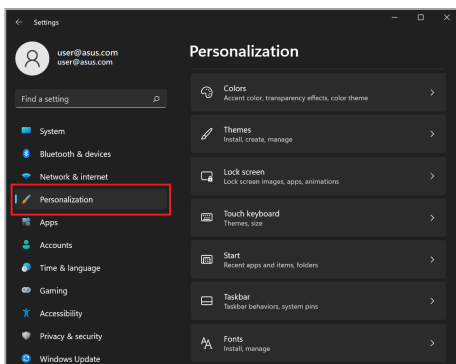 Settings
user@asus.com
user@asus.com
Find a setting
System
Bluetooth & devices
Network & internet
Personalization
Apps
Accounts
Time & language
Gaming
Accessibility
Privacy & security
Windows Update
Personalization
Colors
Accent color, transparency effects, color theme
Themes
Install, create, manage
Lock screen
Lock screen images, apps, animations
Touch keyboard
Themes, size
Start
Recent apps and items, folders
Taskbar
Taskbar behaviors, system pins
Fonts
Install, manage